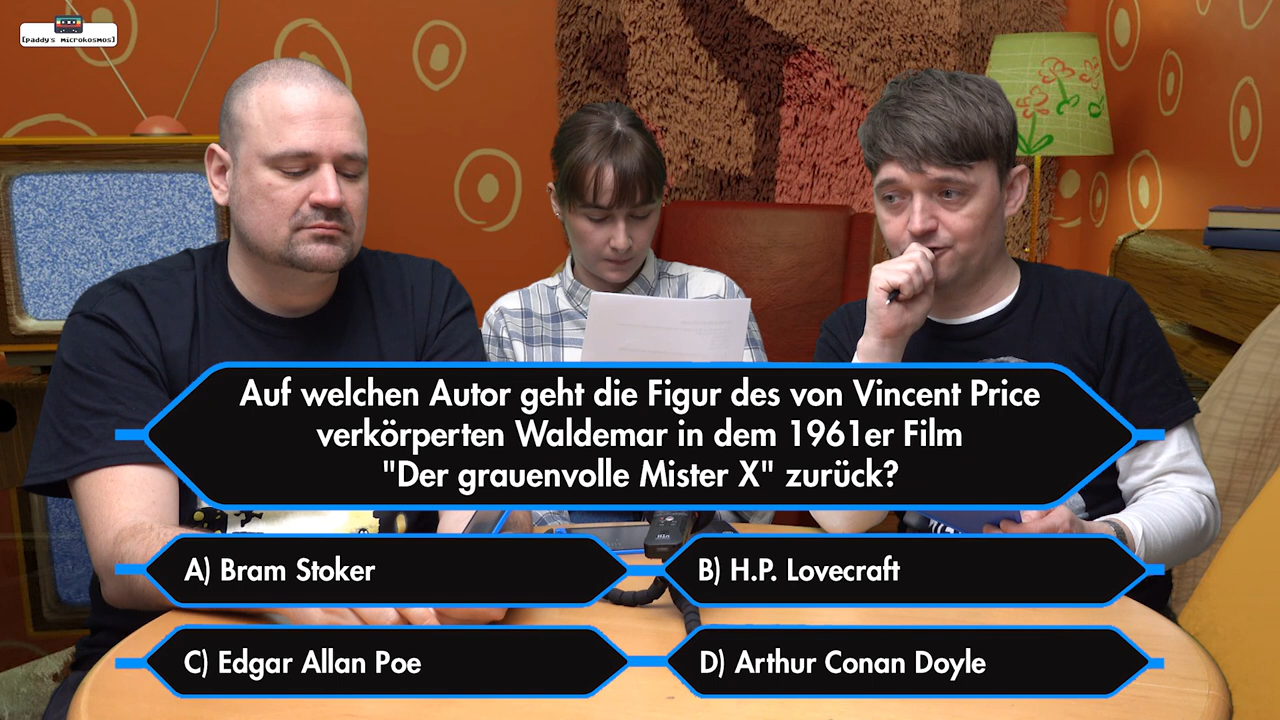 [paddy's microkosmos]
Auf welchen Autor geht die Figur des von Vincent Price
verkörperten Waldemar in dem 1961er Film
"Der grauenvolle Mister X" zurück?
A) Bram Stoker
B) H.P. Lovecraft
C) Edgar Allan Poe
D) Arthur Conan Doyle